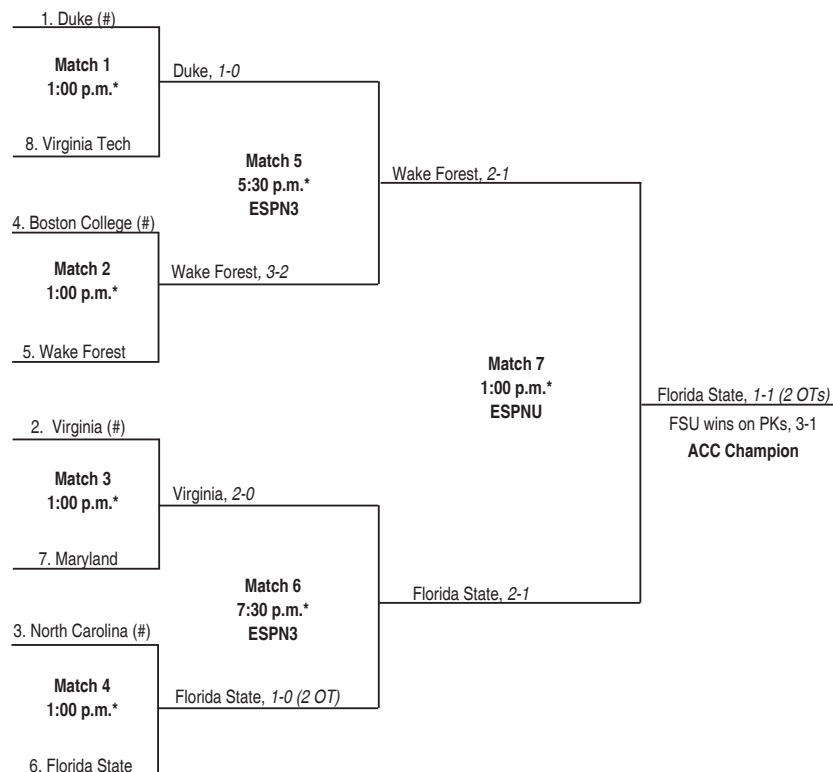 1. Duke (#)
Match 1
1:00 p.m.*
Duke, 1-0
8. Virginia Tech
Match 5
5:30 p.m.*
ESPN3
Wake Forest, 2-1
4. Boston College (#)
Match 2
1:00 p.m.*
Wake Forest, 3-2
5. Wake Forest
Match 7
1:00 p.m.*
ESPNU
Florida State, 1-1 (2 OTs)
FSU wins on PKs, 3-1
ACC Champion
2. Virginia (#)
Match 3
1:00 p.m.*
Virginia, 2-0
7. Maryland
Match 6
7:30 p.m.*
ESPN3
Florida State, 2-1
3. North Carolina (#)
Match 4
1:00 p.m.*
Florida State, 1-0 (2 OT)
6. Florida State